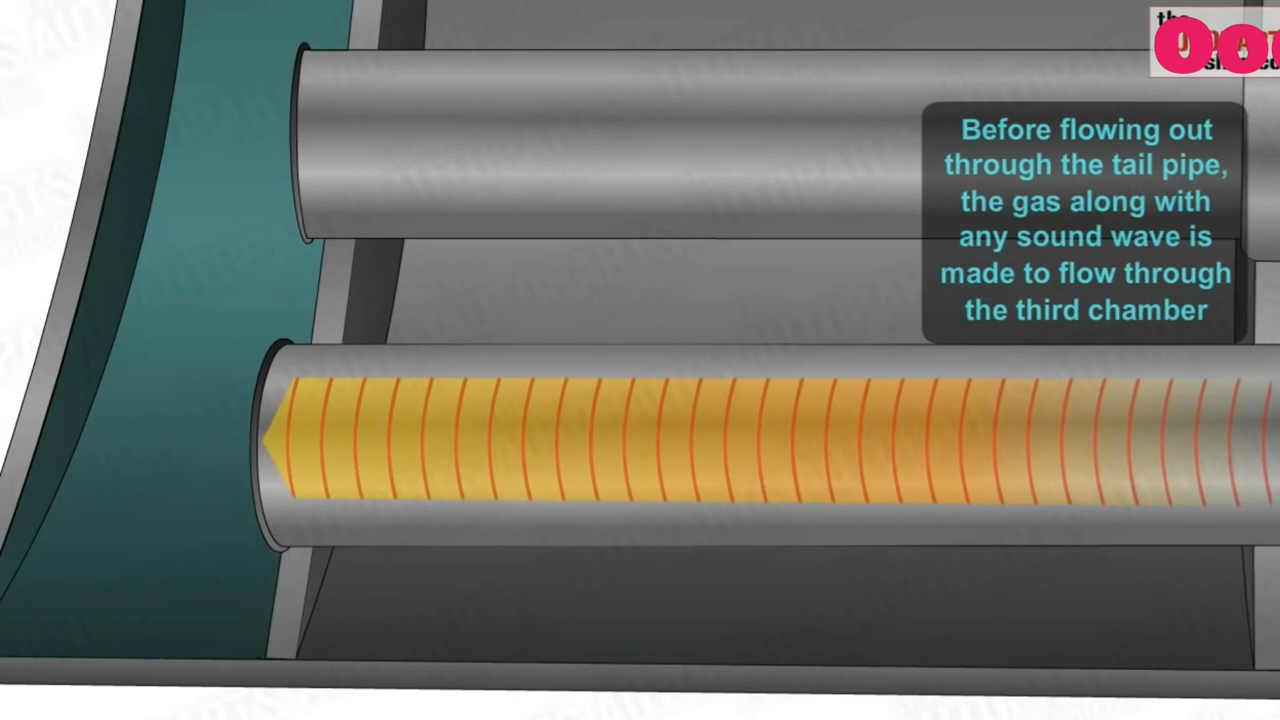 the
Before flowing out
through the tail pipe,
the gas along with
any sound wave is
made to flow through
the third chamber